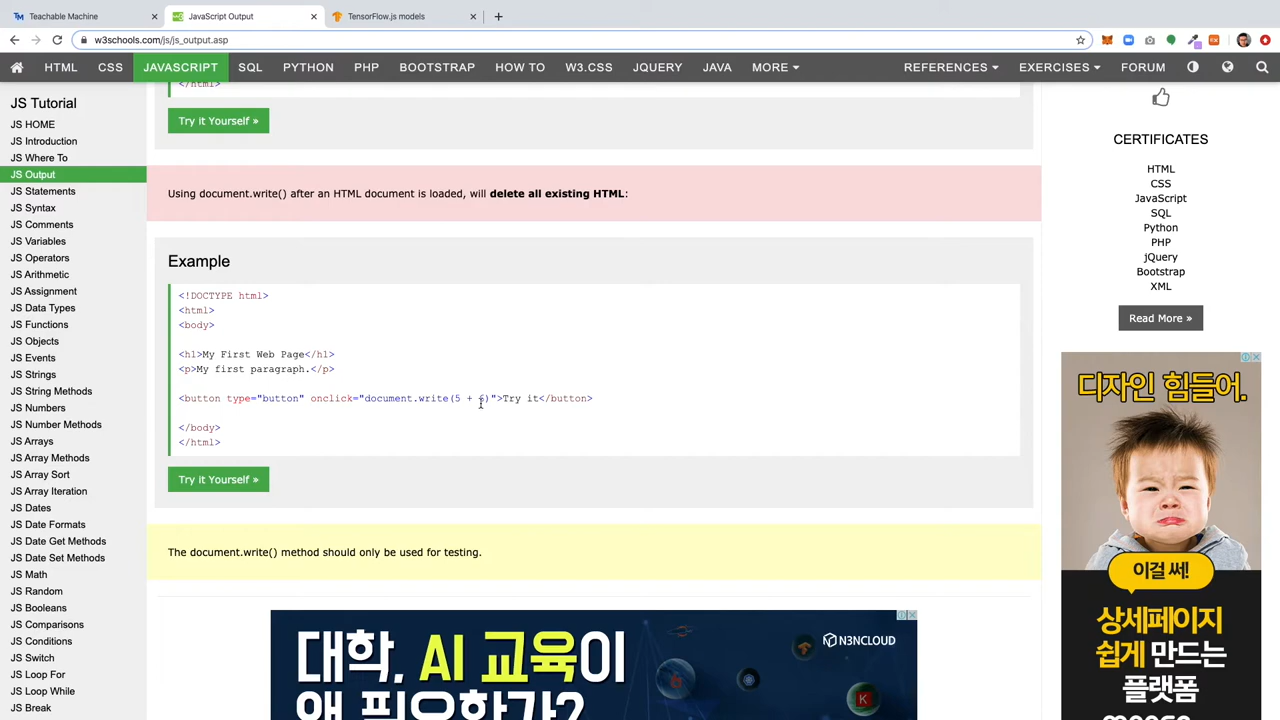 Teachable Machine
JavaScript Output
TensorFlow.js models
w3schools.com/js/js_output.asp
HTML CSS JAVASCRIPT SQL PYTHON PHP BOOTSTRAP HOW TO W3.CSS JQUERY JAVA MORE REFERENCES EXERCISES FORUM
JS Tutorial
JS HOME
JS Introduction
JS Where To
JS Output
JS Statements
JS Syntax
JS Comments
JS Variables
JS Operators
JS Arithmetic
JS Assignment
JS Data Types
JS Functions
JS Objects
JS Events
JS Strings
JS String Methods
JS Numbers
JS Number Methods
JS Arrays
JS Array Methods
JS Array Sort
JS Array Iteration
JS Dates
JS Date Formats
JS Date Get Methods
JS Date Set Methods
JS Math
JS Random
JS Booleans
JS Comparisons
JS Conditions
JS Switch
JS Loop For
JS Loop While
JS Break
</html>
Try it Yourself »
Using document.write() after an HTML document is loaded, will delete all existing HTML:
Example
<!DOCTYPE html>
<html>
<body>
<h1>My First Web Page</h1>
<p>My first paragraph.</p>
<button type="button" onclick="document.write(5 + 6)">Try it</button>
</body>
</html>
Try it Yourself »
The document.write() method should only be used for testing.
대학, AI 교육이
왜 필요한가?
N3NCLOUD
CERTIFICATES
HTML
CSS
JavaScript
SQL
Python
PHP
jQuery
Bootstrap
XML
Read More »
디자인 힘들어.
이걸 써!
상세페이지
쉽게 만드는
플랫폼